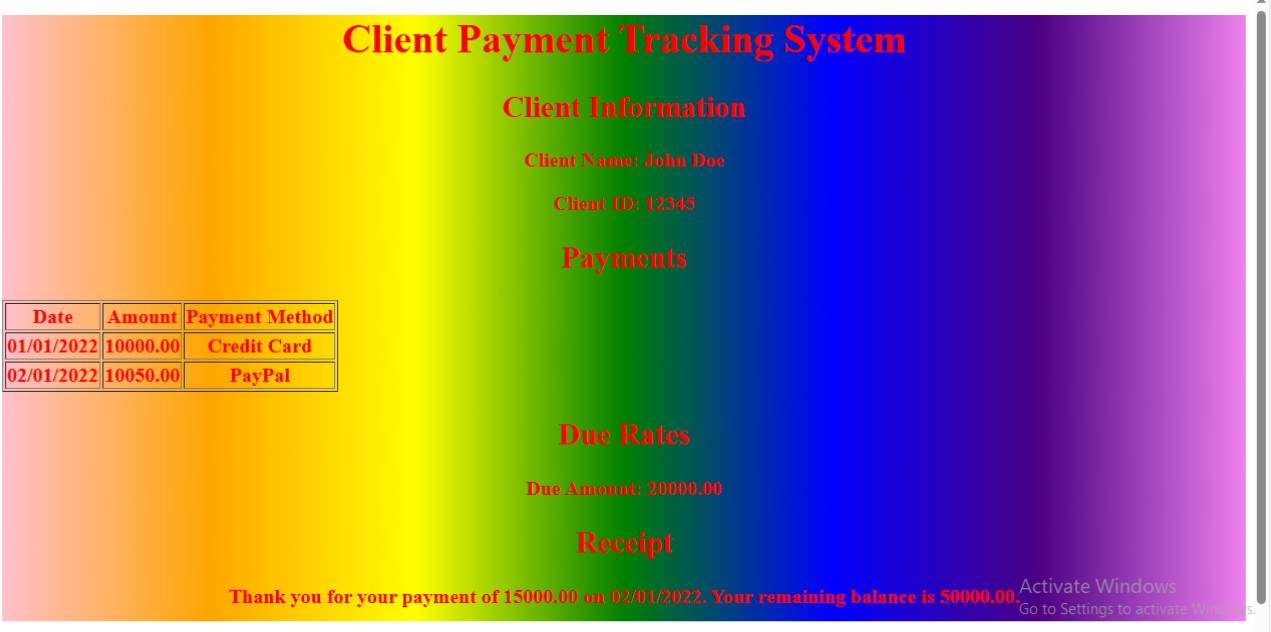 Client Payment Tracking System
Client Information
Client Name: John Doe
Client ID: 12345
Payments
Date Amount Payment Method
01/01/2022 10000.00 Credit Card
02/01/2022 10050.00 PayPal
Due Rates
Due Amount: 20000.00
Receipt
Thank you for your payment of 15000.00 on 02/01/2022. Your remaining balance is 50000.00.
Activate Windows
Go to Settings to activate Windows.